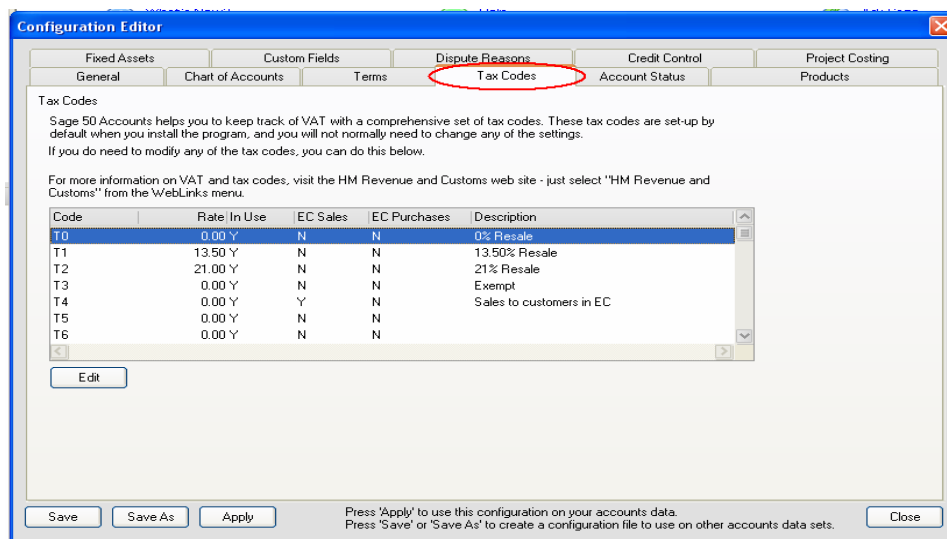 Configuration Editor
Fixed Assets Custom Fields Dispute Reasons Credit Control Project Costing
General Chart of Accounts Terms Tax Codes Account Status Products
Tax Codes
Sage 50 Accounts helps you to keep track of VAT with a comprehensive set of tax codes. These tax codes are set-up by
default when you install the program, and you will not normally need to change any of the settings.
If you do need to modify any of the tax codes, you can do this below.
For more information on VAT and tax codes, visit the HM Revenue and Customs web site - just select "HM Revenue and
Customs" from the WebLinks menu.
Code Rate In Use EC Sales EC Purchases Description
T0 0.00 Y N N 0% Resale
T1 13.50 Y N N 13.50% Resale
T2 21.00 Y N N 21% Resale
T3 0.00 Y N N Exempt
T4 0.00 Y Y N Sales to customers in EC
T5 0.00 Y N N
T6 0.00 Y N N
Edit
Save Save As Apply Press 'Apply' to use this configuration on your accounts data.
Press 'Save' or 'Save As' to create a configuration file to use on other accounts data sets. Close